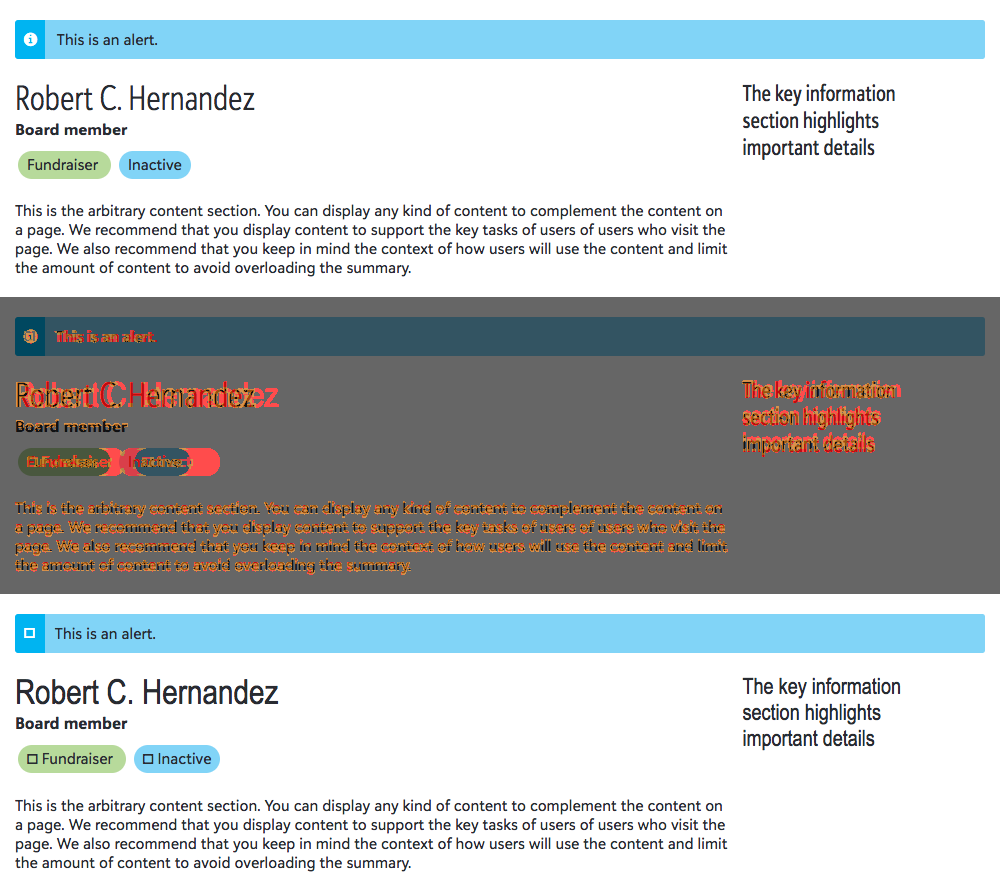 This is an alert.
Robert C. Hernandez
Board member
Fundraiser Inactive
The key information
section highlights
important details
This is the arbitrary content section. You can display any kind of content to complement the content on
a page. We recommend that you display content to support the key tasks of users of users who visit the
page. We also recommend that you keep in mind the context of how users will use the content and limit
the amount of content to avoid overloading the summary.
This is an alert.
Robert C. Hernandez
Board member
Fundraiser Inactive
The key information
section highlights
important details
This is the arbitrary content section. You can display any kind of content to complement the content on
a page. We recommend that you display content to support the key tasks of users of users who visit the
page. We also recommend that you keep in mind the context of how users will use the content and limit
the amount of content to avoid overloading the summary.
This is an alert.
Robert C. Hernandez
Board member
Fundraiser Inactive
The key information
section highlights
important details
This is the arbitrary content section. You can display any kind of content to complement the content on
a page. We recommend that you display content to support the key tasks of users of users who visit the
page. We also recommend that you keep in mind the context of how users will use the content and limit
the amount of content to avoid overloading the summary.